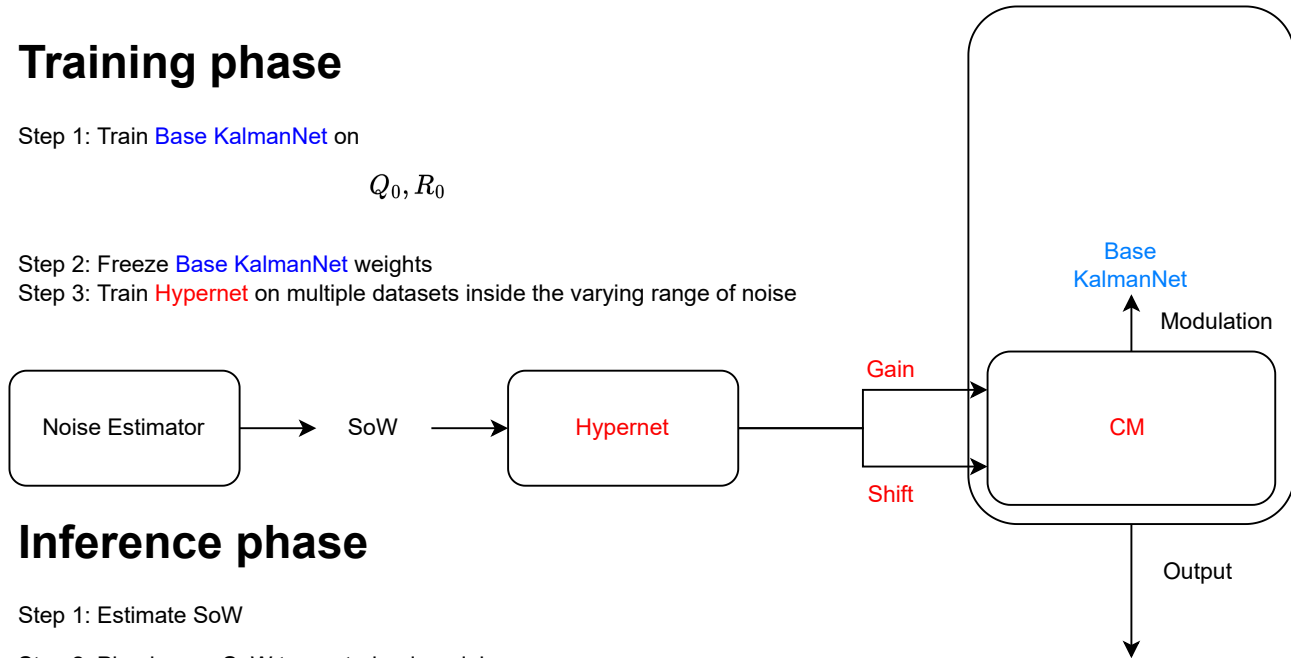 Training phase
Step 1: Train Base KalmanNet on
Q₀, R₀
Step 2: Freeze Base KalmanNet weights
Step 3: Train Hypernet on multiple datasets inside the varying range of noise
Base
KalmanNet
Modulation
Gain
Noise Estimator
SoW
Hypernet
CM
Shift
Inference phase
Output
Step 1: Estimate SoW